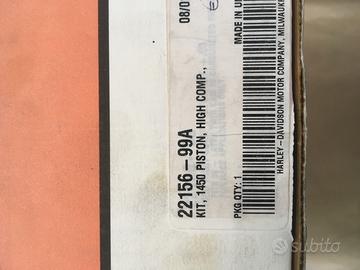 22156-99A
KIT, 1450 PISTON, HIGH COMP.,
PKG QTY: 1
08/0
MADE IN U
HARLEY-DAVIDSON MOTOR COMPANY, MILWAUKEE
subito